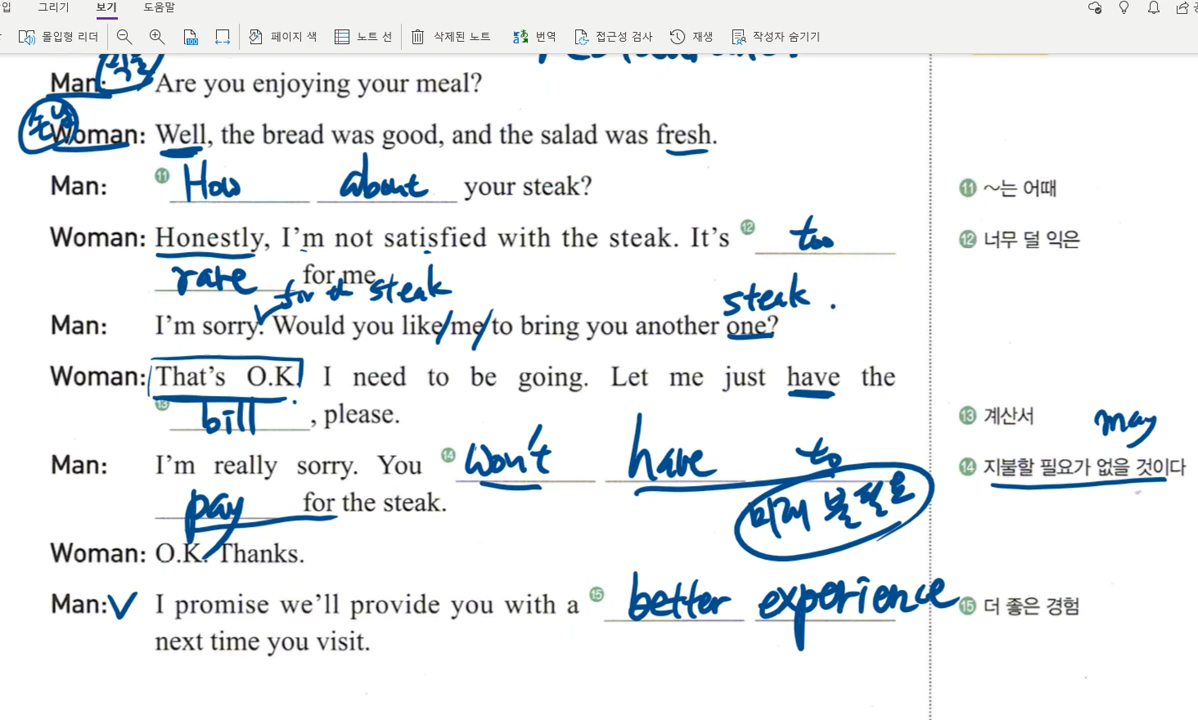 그리기 보기 도움말
몰입형 리더 페이지 색 노트 선 삭제된 노트 번역 접근성 검사 재생 작성자 숨기기
Man: Are you enjoying your meal?
손님
Woman: Well, the bread was good, and the salad was fresh.
Man: ⑪ How about your steak? ⑪ ~는 어때
Woman: Honestly, I'm not satisfied with the steak. It's ⑫ too ⑫ 너무 덜 익은
rare for me
steak steak.
Man: I'm sorry. Would you like/me/to bring you another one?
Woman: That's O.K. I need to be going. Let me just have the
⑬ bill, please. ⑬ 계산서
may
Man: I'm really sorry. You ⑭ won't have to ⑭ 지불할 필요가 없을 것이다
pay for the steak. 미래 불필요
Woman: O.K. Thanks.
Man: I promise we'll provide you with a ⑮ better experience ⑮ 더 좋은 경험
next time you visit.